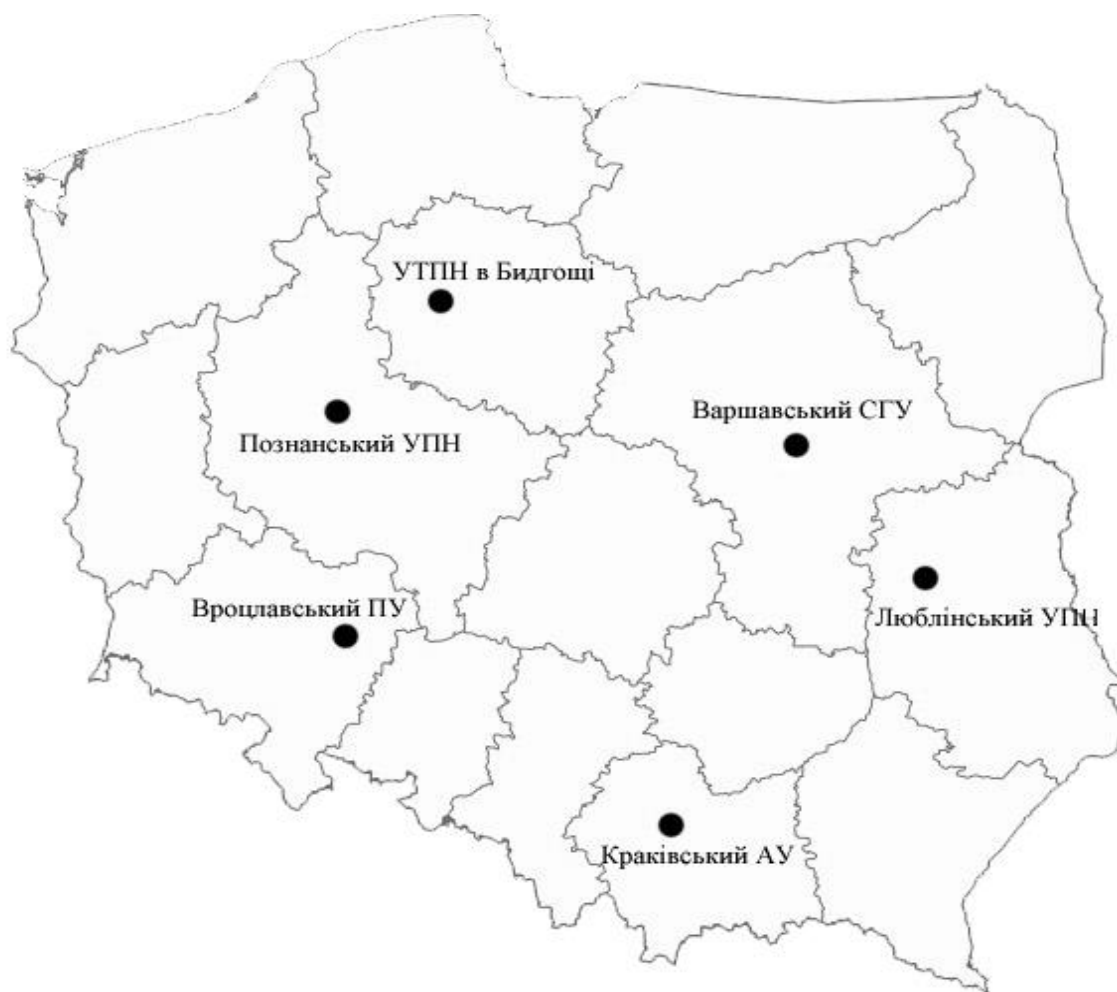 УТПН в Бидгощі
Варшавський СГУ
Познанський УПН
Вроцлавський ПУ
Люблінський УПН
Краківський АУ